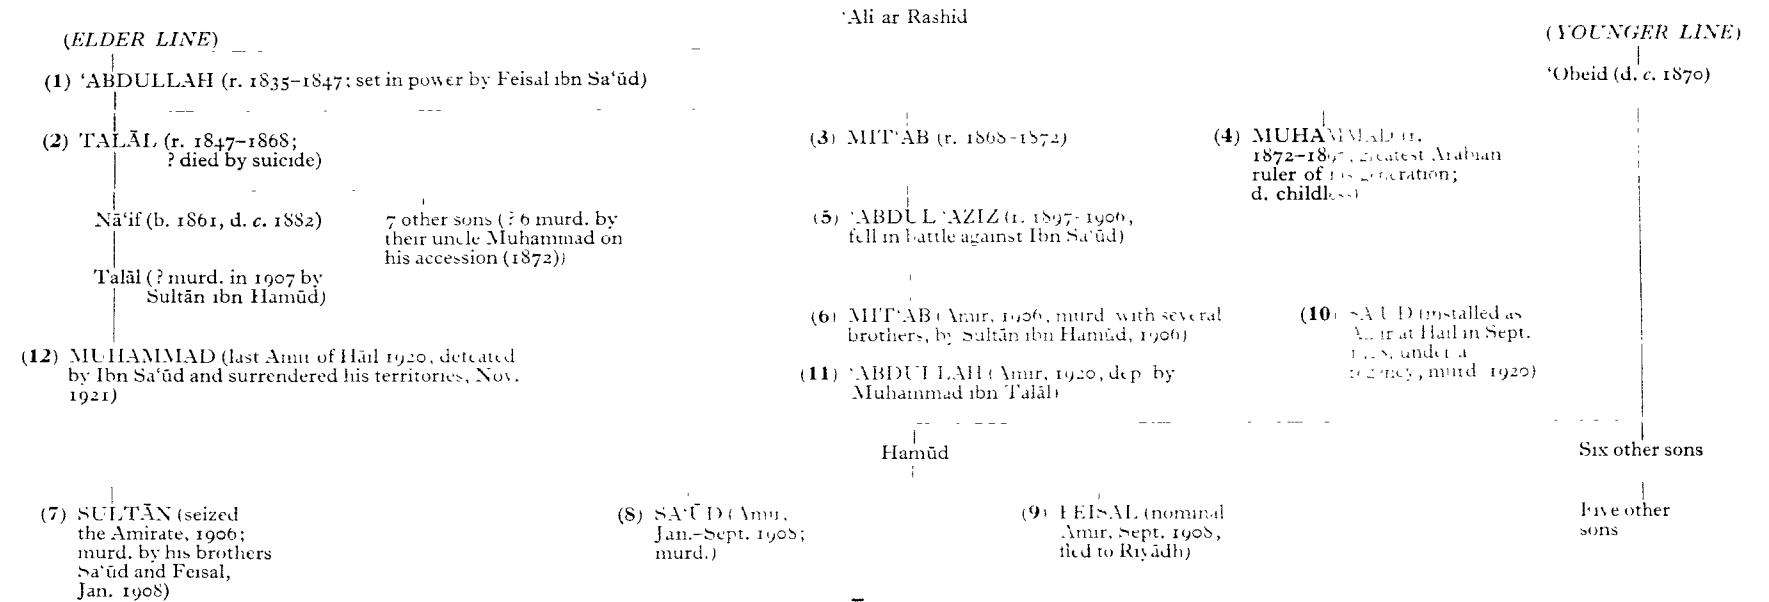 ‘Ali ar Rashid
(ELDER LINE)
(YOUNGER LINE)
(1) ‘ABDULLAH (r. 1835–1847; set in power by Feisal ibn Sa‘ūd)
‘Obeid (d. c. 1870)
(2) TALĀL (r. 1847–1868;
? died by suicide)
(3) MIT‘AB (r. 1868–1872)
(4) MUHAMMAD (r.
1872–189 , greatest Arabian
ruler of his generation;
d. childless)
Nā‘if (b. 1861, d. c. 1882)
7 other sons (? 6 murd. by
their uncle Muhammad on
his accession (1872))
(5) ‘ABDUL ‘AZIZ (r. 1897–1906,
fell in battle against Ibn Sa‘ūd)
Talāl (? murd. in 1907 by
Sultān ibn Hamūd)
(6) MIT‘AB (Amir, 1906, murd. with several
brothers, by Sultān ibn Hamūd, 1906)
(10) SA‘UD (installed as
Amir at Hail in Sept.
under a
regency, murd. 1920)
(12) MUHAMMAD (last Amir of Hāil 1920, defeated
by Ibn Sa‘ūd and surrendered his territories, Nov.
1921)
(11) ‘ABDULLAH (Amir, 1920, dep. by
Muhammad ibn Talāl)
Hamūd
Six other sons
(7) SULTĀN (seized
the Amirate, 1906;
murd. by his brothers
Sa‘ūd and Feisal,
Jan. 1908)
(8) SA‘ŪD (Amir,
Jan.–Sept. 1908;
murd.)
(9) FEISAL (nominal
Amir, Sept. 1908,
fled to Riyādh)
Five other
sons